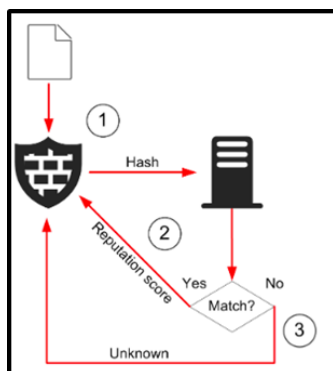 1
Hash
2
Reputation score
Yes
No
Match?
3
Unknown